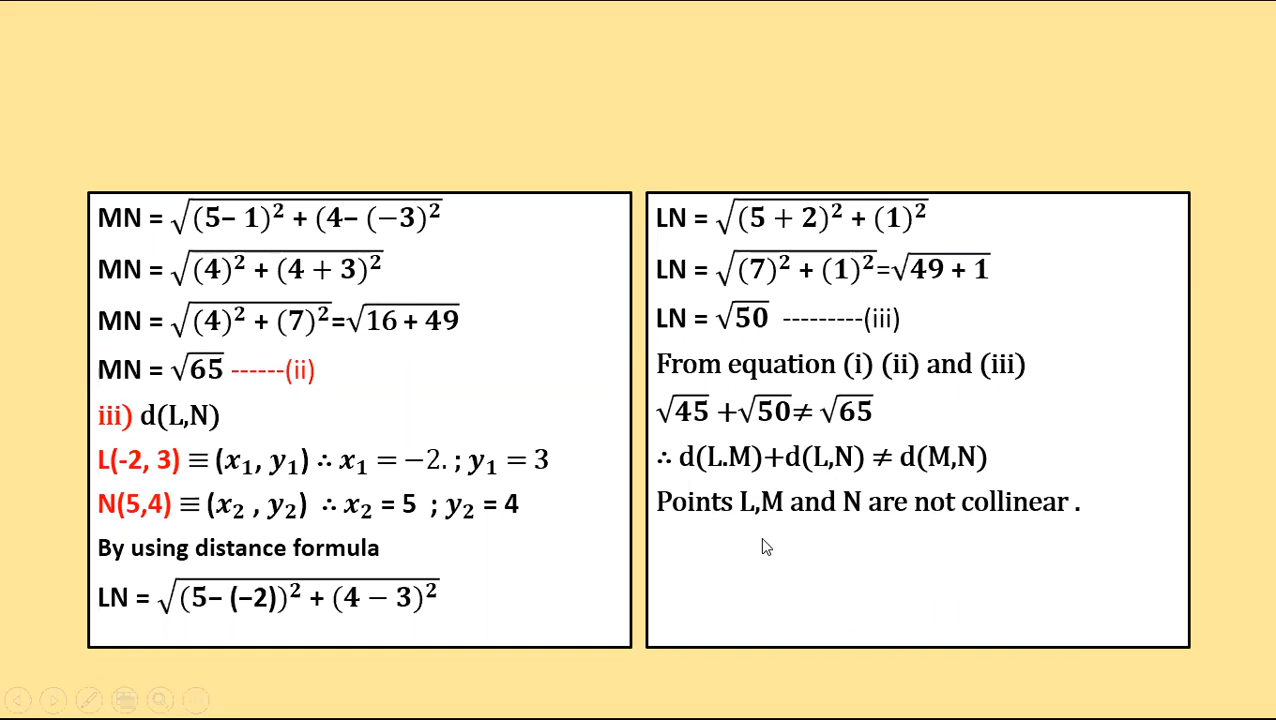 MN = √(5– 1)² + (4– (−3)²
MN = √(4)² + (4 + 3)²
MN = √(4)² + (7)²=√16 + 49
MN = √65 ------(ii)
iii) d(L,N)
L(-2, 3) ≡ (x₁, y₁) ∴ x₁ = −2. ; y₁ = 3
N(5,4) ≡ (x₂ , y₂) ∴ x₂ = 5 ; y₂ = 4
By using distance formula
LN = √(5– (–2))² + (4 − 3)²
LN = √(5 + 2)² + (1)²
LN = √(7)² + (1)²=√49 + 1
LN = √50 ---------(iii)
From equation (i) (ii) and (iii)
√45 +√50≠ √65
∴ d(L.M)+d(L,N) ≠ d(M,N)
Points L,M and N are not collinear .